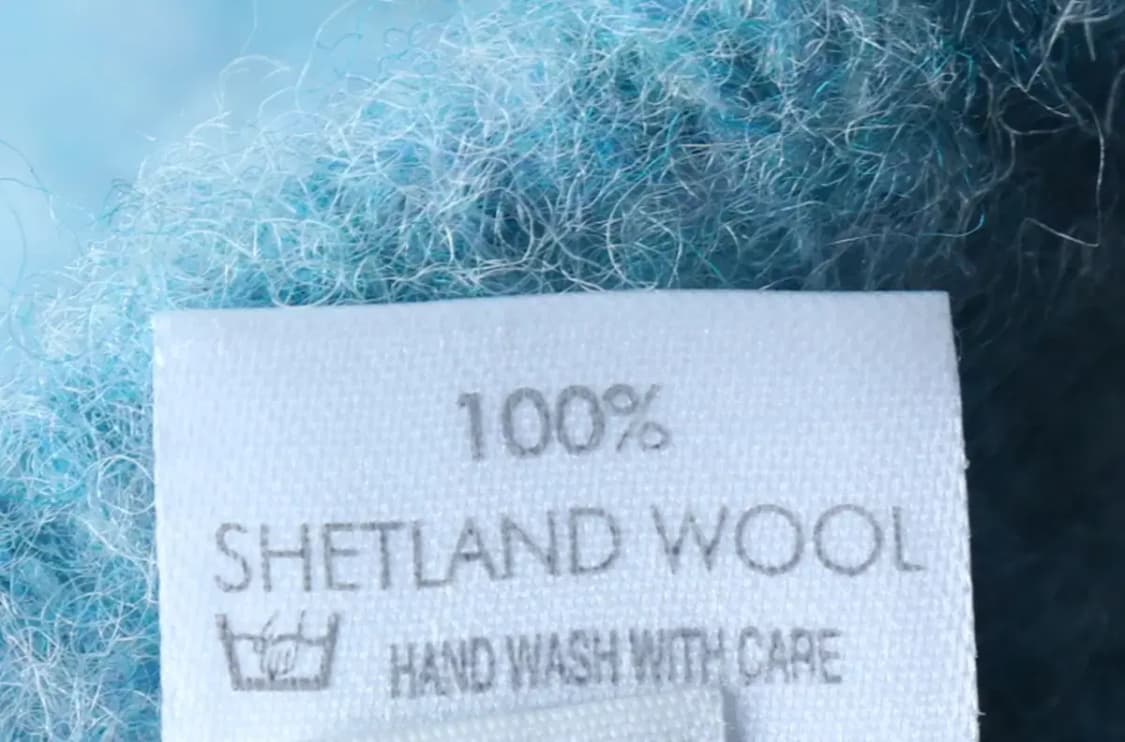 100%
SHETLAND WOOL
HAND WASH WITH CARE